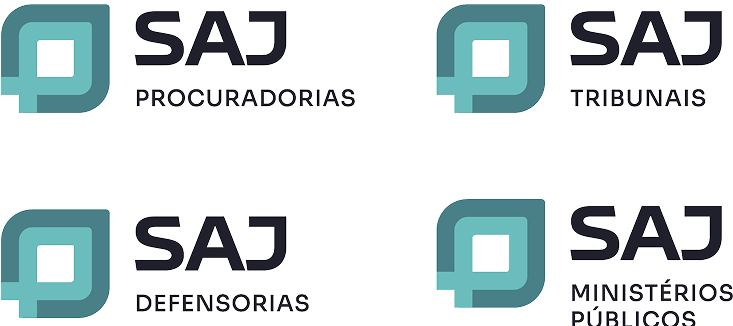 SAJ
PROCURADORIAS
SAJ
TRIBUNAIS
SAJ
DEFENSORIAS
SAJ
MINISTÉRIOS
PÚBLICOS